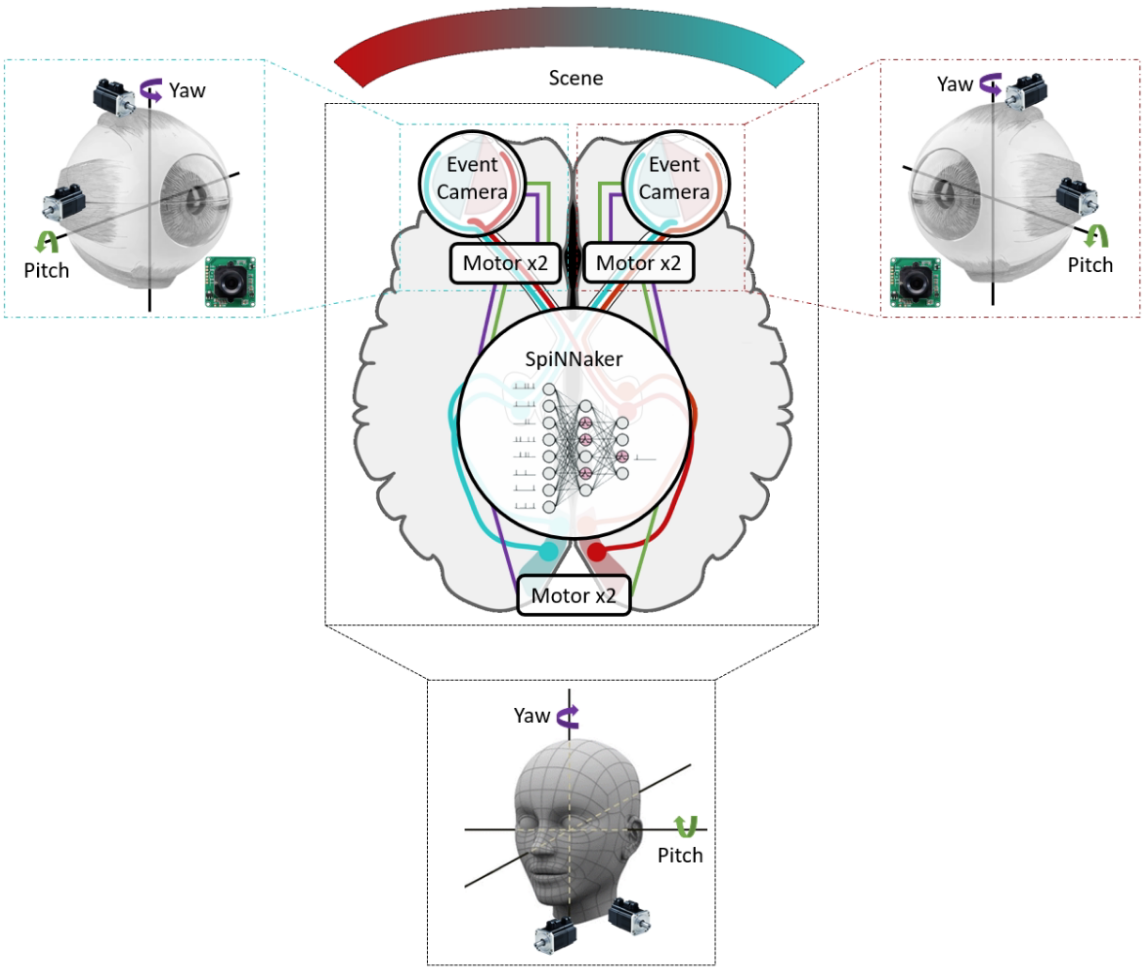 Scene
Yaw
Pitch
Yaw
Pitch
Event
Camera
Event
Camera
Motor x2
Motor x2
SpiNNaker
Motor x2
Yaw
Pitch